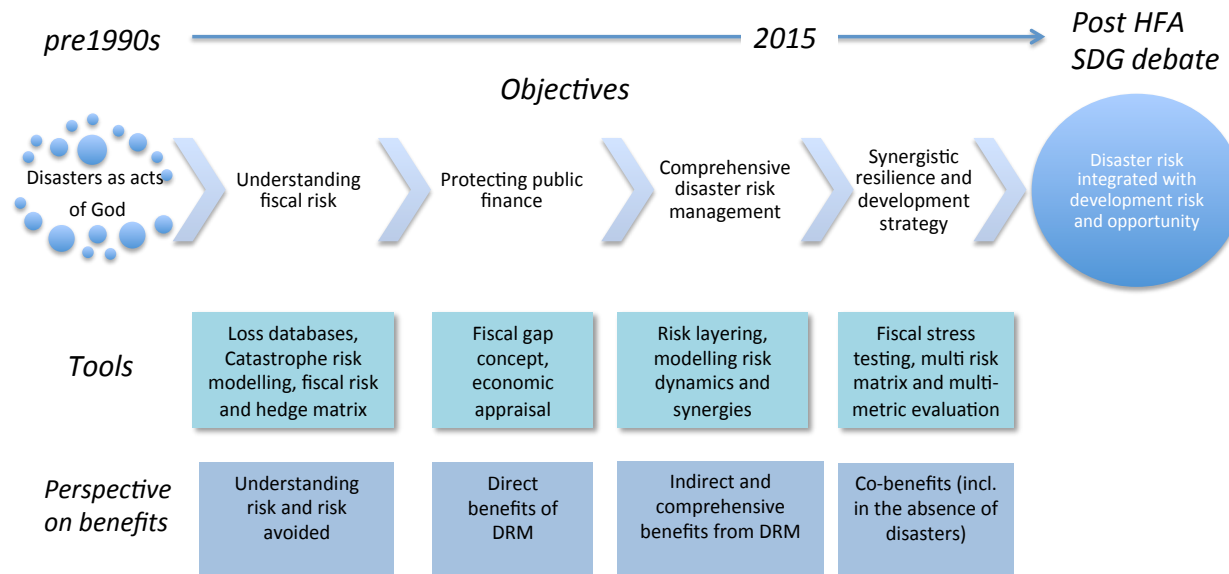 pre1990s
2015
Post HFA
SDG debate
Objectives
Disasters as acts
of God
Understanding
fiscal risk
Protecting public
finance
Comprehensive
disaster risk
management
Synergistic
resilience and
development
strategy
Disaster risk
integrated with
development risk
and opportunity
Tools
Loss databases,
Catastrophe risk
modelling, fiscal risk
and hedge matrix
Fiscal gap
concept,
economic
appraisal
Risk layering,
modelling risk
dynamics and
synergies
Fiscal stress
testing, multi risk
matrix and multi-
metric evaluation
Perspective
on benefits
Understanding
risk and risk
avoided
Direct
benefits of
DRM
Indirect and
comprehensive
benefits from DRM
Co-benefits (incl.
in the absence of
disasters)